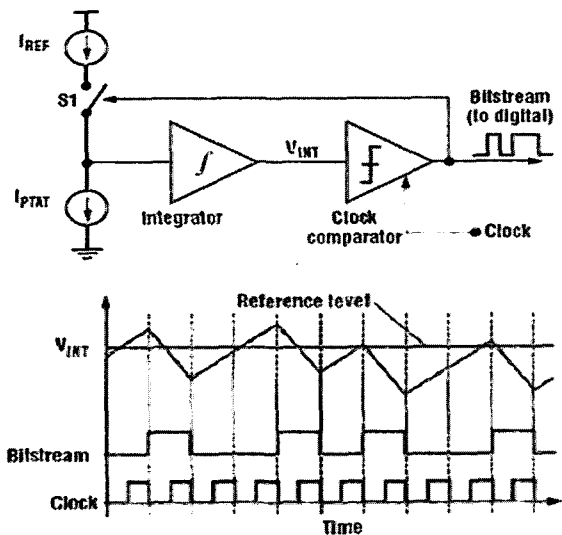 IREF
S1
Bitstream
(to digital)
VINT
∫
IPTAT
Integrator
Clock
comparator
Clock
Reference level
VINT
Bitstream
Clock
Time